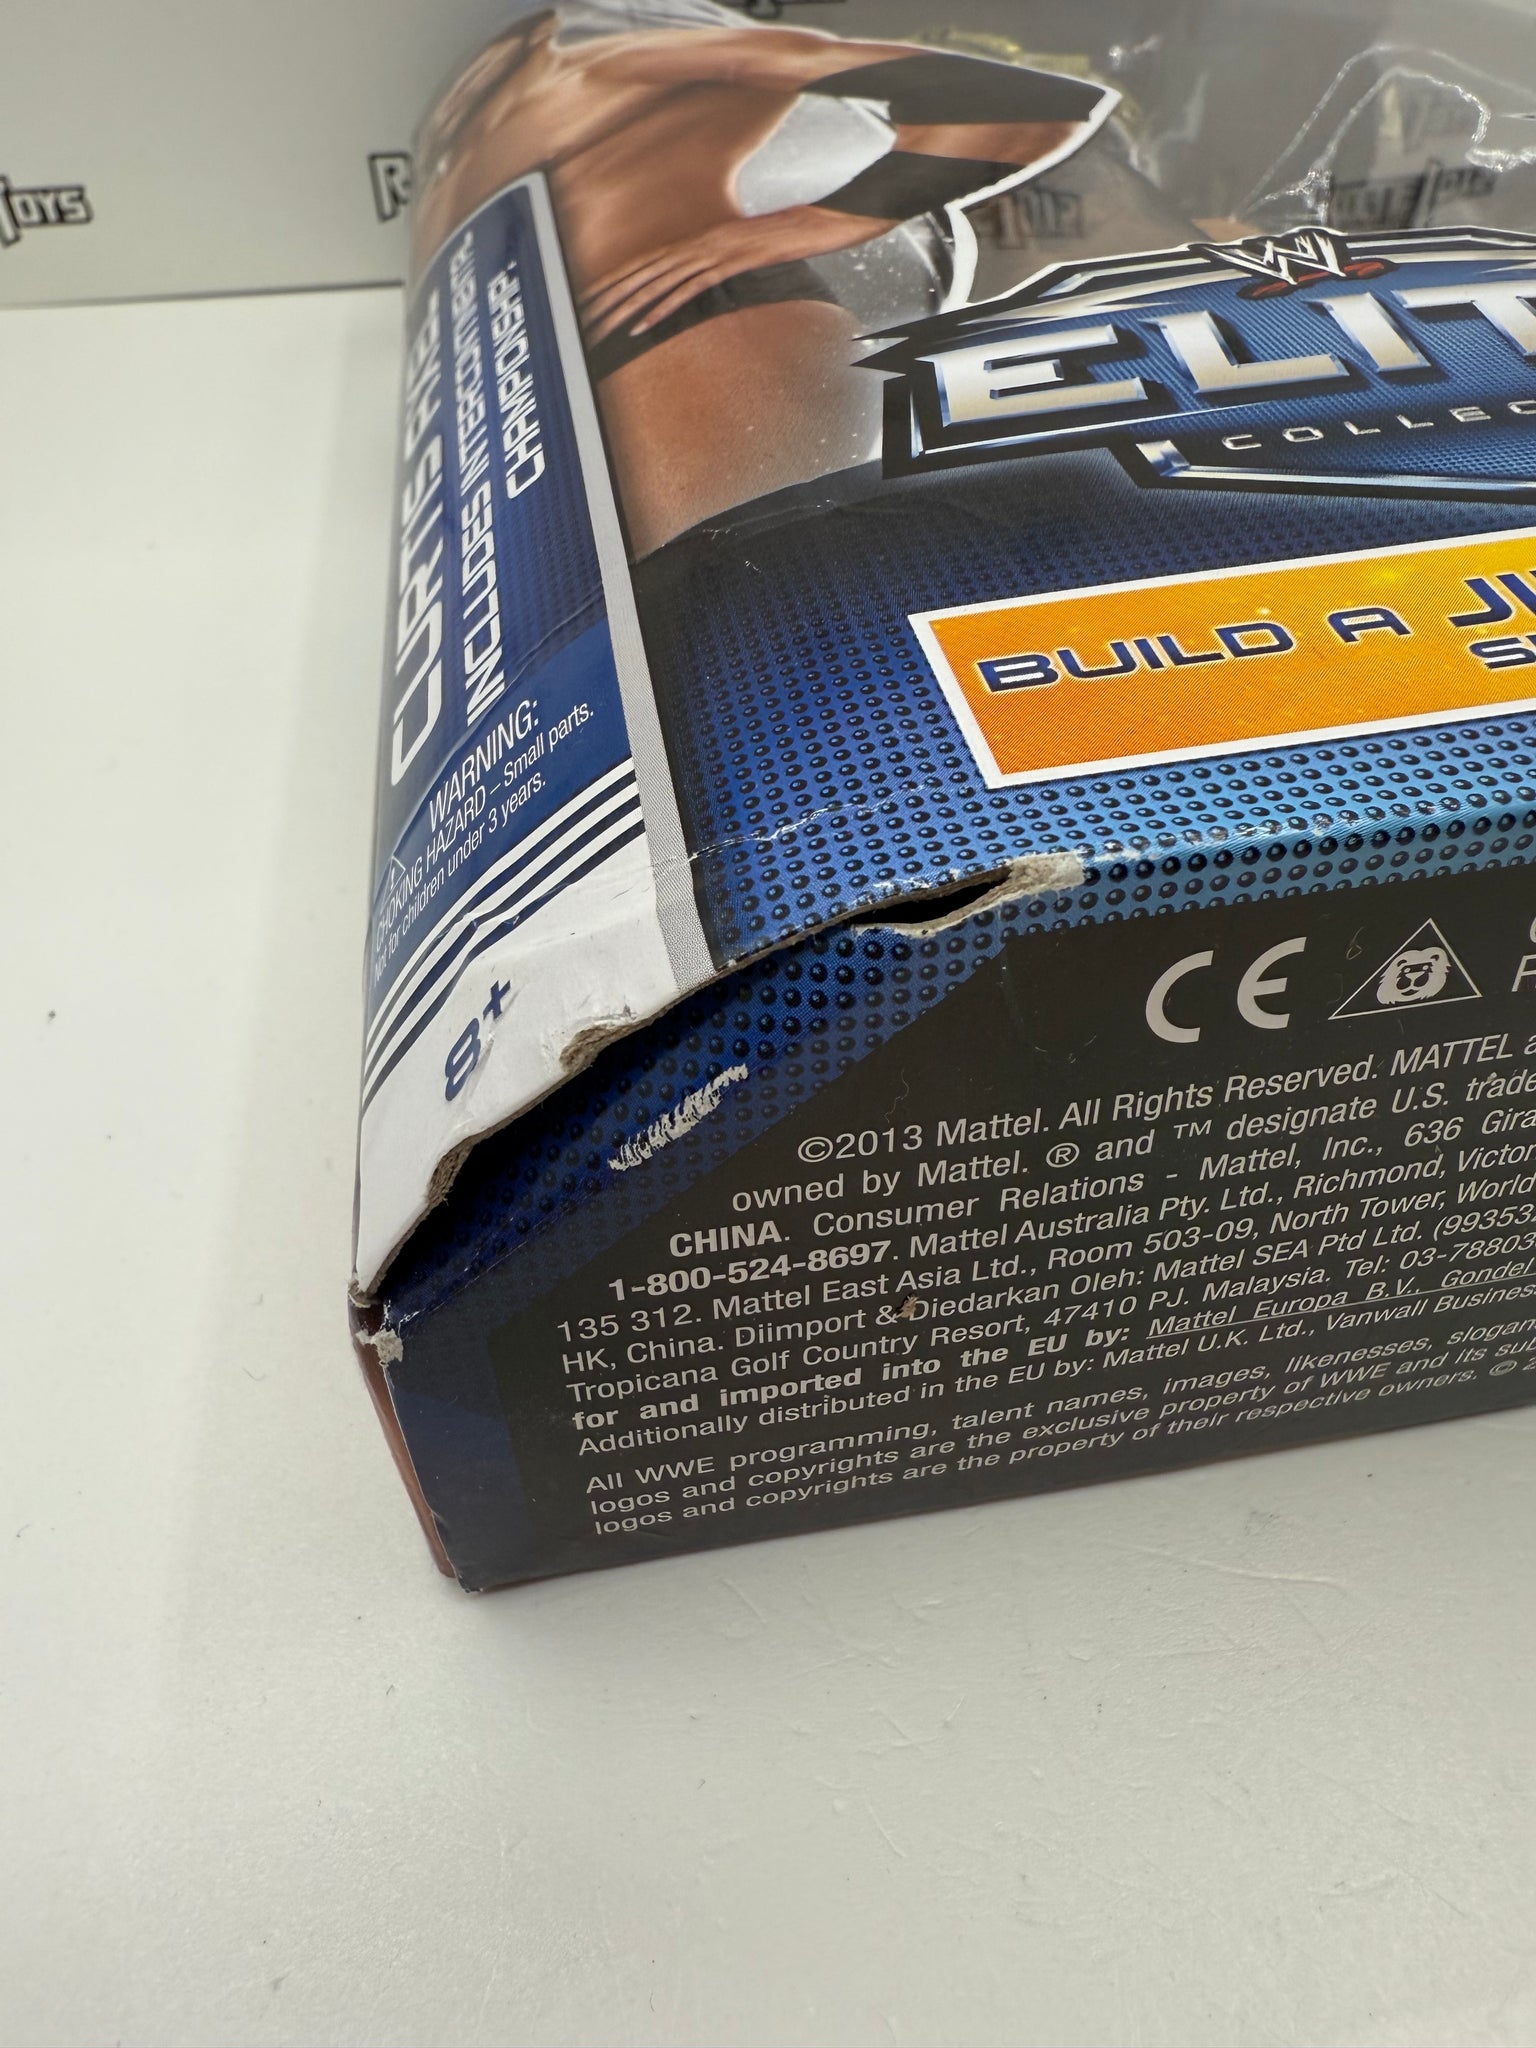 TOYS
R
CURTIS AXEL
INCLUDES INTERCONTINENTAL
CHAMPIONSHIP.
WARNING:
CHOKING HAZARD – Small parts.
Not for children under 3 years.
8+
W
ELIT
COLLEC
BUILD A
CE
©2013 Mattel. All Rights Reserved. MATTEL
owned by Mattel. ® and ™ designate U.S.
CHINA. Consumer Relations - Mattel, Inc., 636
1-800-524-8697. Mattel Australia Pty. Ltd., Richmond,
135 312. Mattel East Asia Ltd., Room 503-09, North Tower, World
HK, China. Diimport & Diedarkan Oleh: Mattel SEA Ptd Ltd. (99353
Tropicana Golf Country Resort, 47410 PJ. Malaysia. Tel: 03-78803
for and imported into the EU by: Mattel Europa B.V., Gondel
Additionally distributed in the EU by: Mattel U.K. Ltd., Vanwall Business
All WWE programming, talent names, images, likenesses, slogan
logos and copyrights are the exclusive property of WWE and its
logos and copyrights are the property of their respective owners. ©